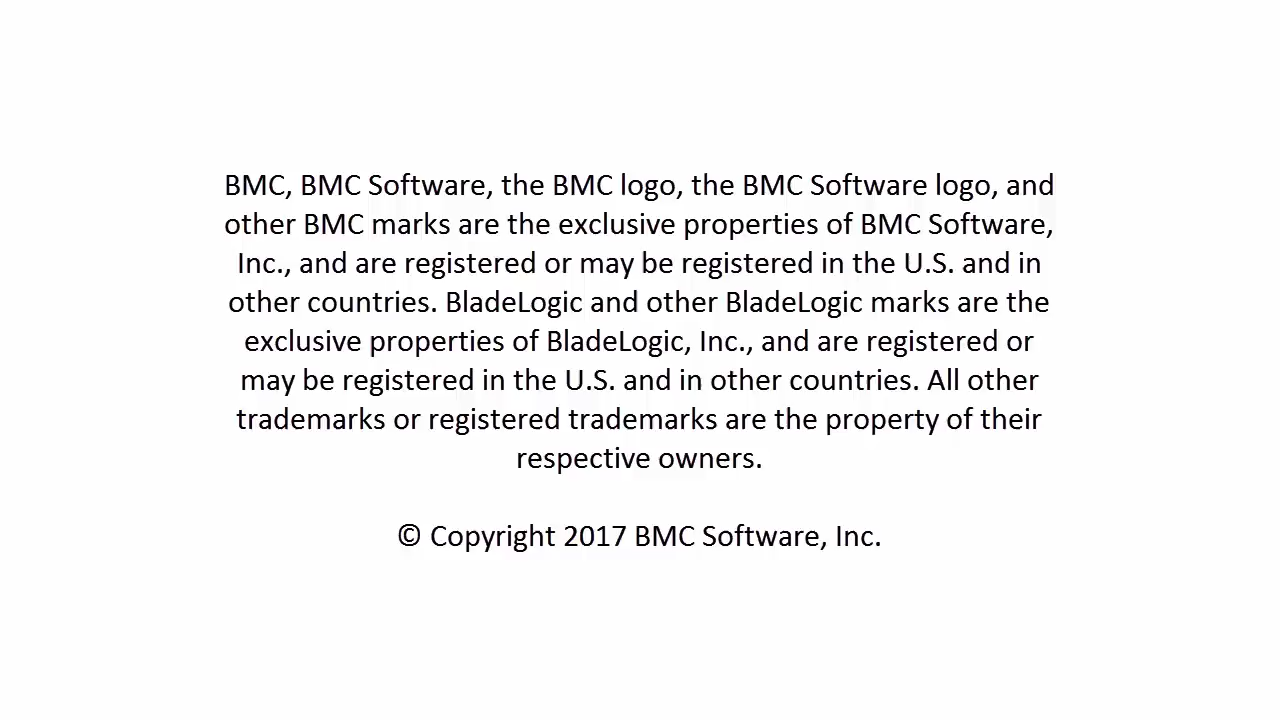 BMC, BMC Software, the BMC logo, the BMC Software logo, and
other BMC marks are the exclusive properties of BMC Software,
Inc., and are registered or may be registered in the U.S. and in
other countries. BladeLogic and other BladeLogic marks are the
exclusive properties of BladeLogic, Inc., and are registered or
may be registered in the U.S. and in other countries. All other
trademarks or registered trademarks are the property of their
respective owners.
© Copyright 2017 BMC Software, Inc.